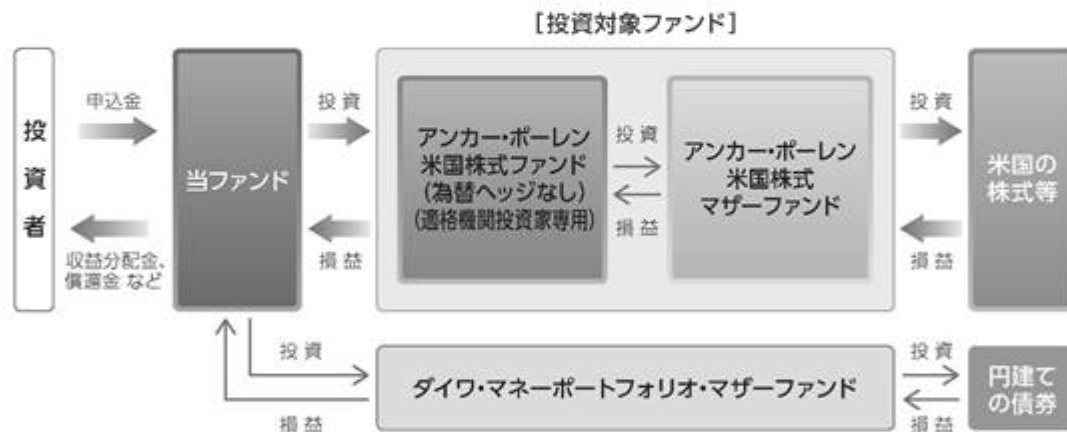 [投資対象ファンド]
投資者
申込金
収益分配金、
償還金 など
当ファンド
投資
損益
アンカー・ポーレン
米国株式ファンド
(為替ヘッジなし)
(適格機関投資家専用)
投資
損益
アンカー・ポーレン
米国株式
マザーファンド
投資
損益
米国の
株式等
投資
損益
ダイワ・マネーポートフォリオ・マザーファンド
投資
損益
円建て
の債券